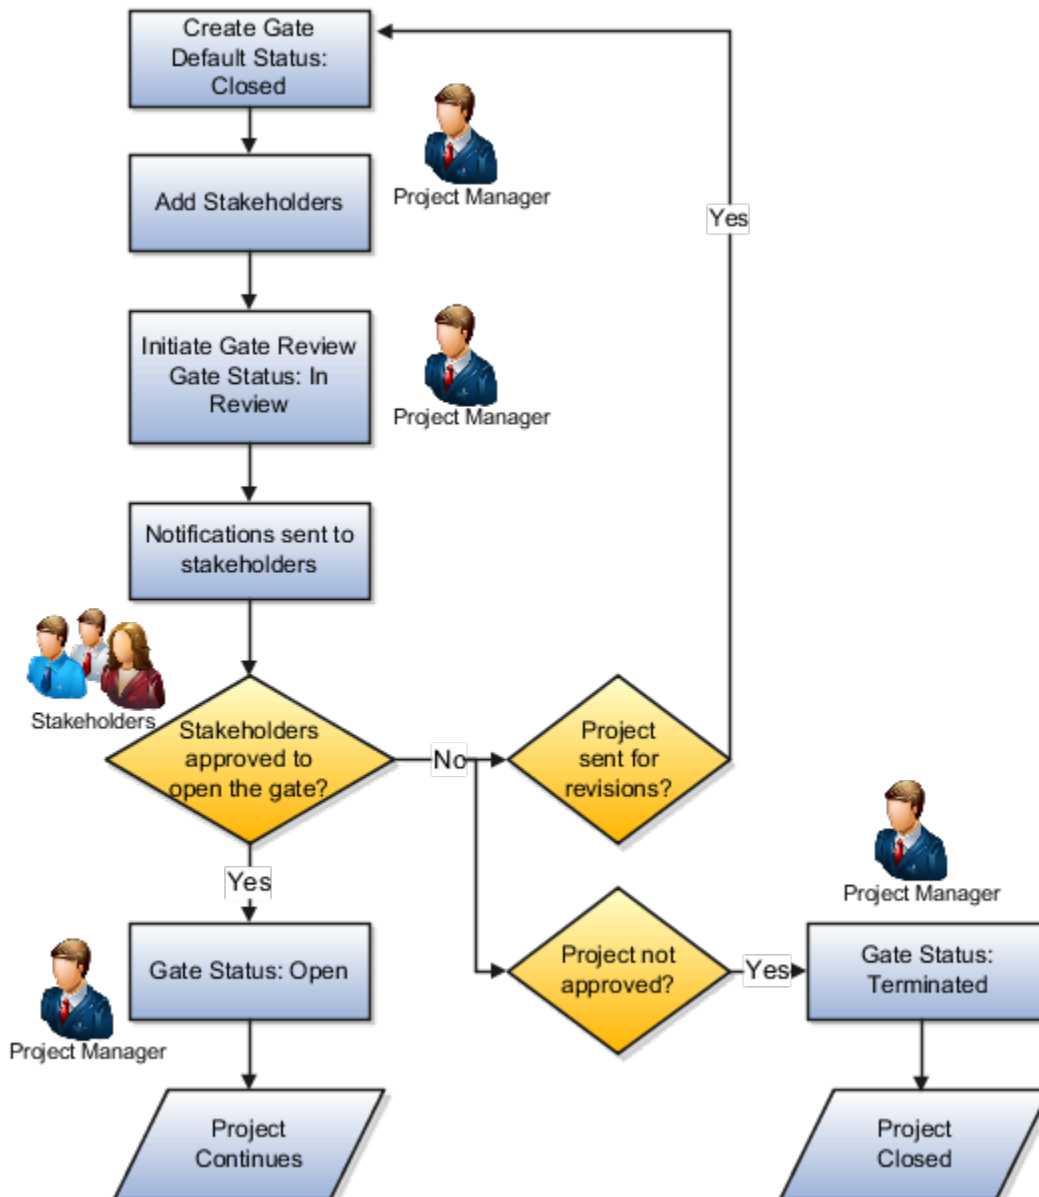 Create Gate
Default Status:
Closed
Project Manager
Add Stakeholders
Yes
Initiate Gate Review
Gate Status: In
Review
Project Manager
Notifications sent to
stakeholders
Stakeholders
Stakeholders
approved to
open the gate?
No
Project
sent for
revisions?
Yes
Project Manager
Gate Status: Open
Project Manager
Project not
approved?
Yes
Gate Status:
Terminated
Project
Continues
Project
Closed